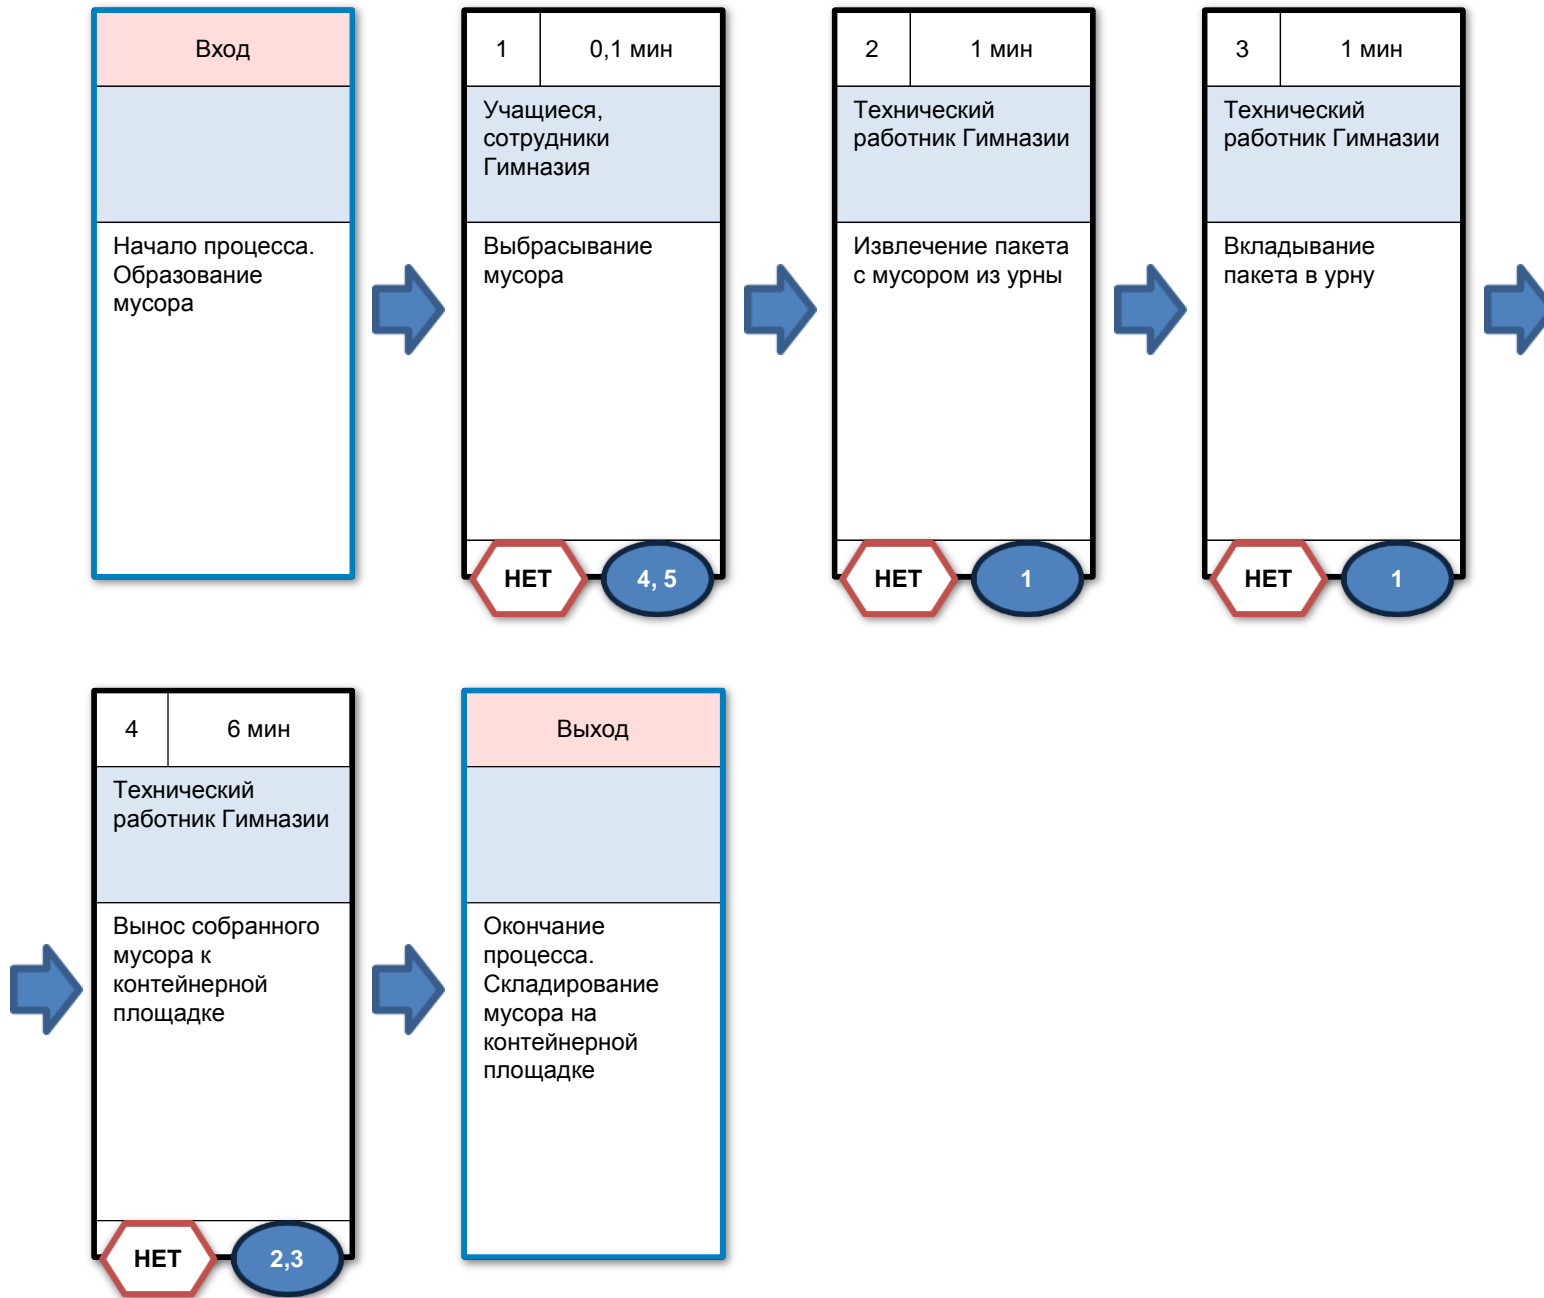 Вход
Начало процесса.
Образование
мусора
1
0,1 мин
Учащиеся,
сотрудники
Гимназия
Выбрасывание
мусора
НЕТ
4, 5
2
1 мин
Технический
работник Гимназии
Извлечение пакета
с мусором из урны
НЕТ
1
3
1 мин
Технический
работник Гимназии
Вкладывание
пакета в урну
НЕТ
1
4
6 мин
Технический
работник Гимназии
Вынос собранного
мусора к
контейнерной
площадке
НЕТ
2,3
Выход
Окончание
процесса.
Складирование
мусора на
контейнерной
площадке